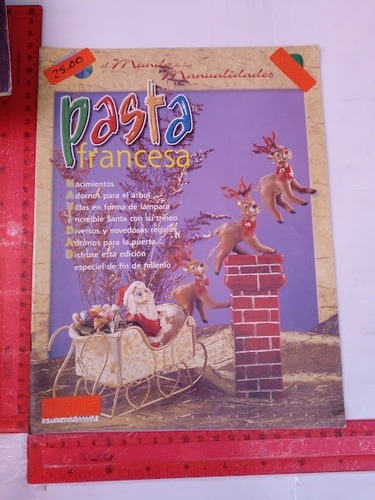 25.00
el Mundo de las
Manualidades
pasta
francesa
Nacimientos
Adornos para el árbol
Villas en forma de lámpara
Increíble Santa con su trineo
Diversos y novedosos regalos
Adornos para la puerta...
Disfrute esta edición
especial de fin de milenio